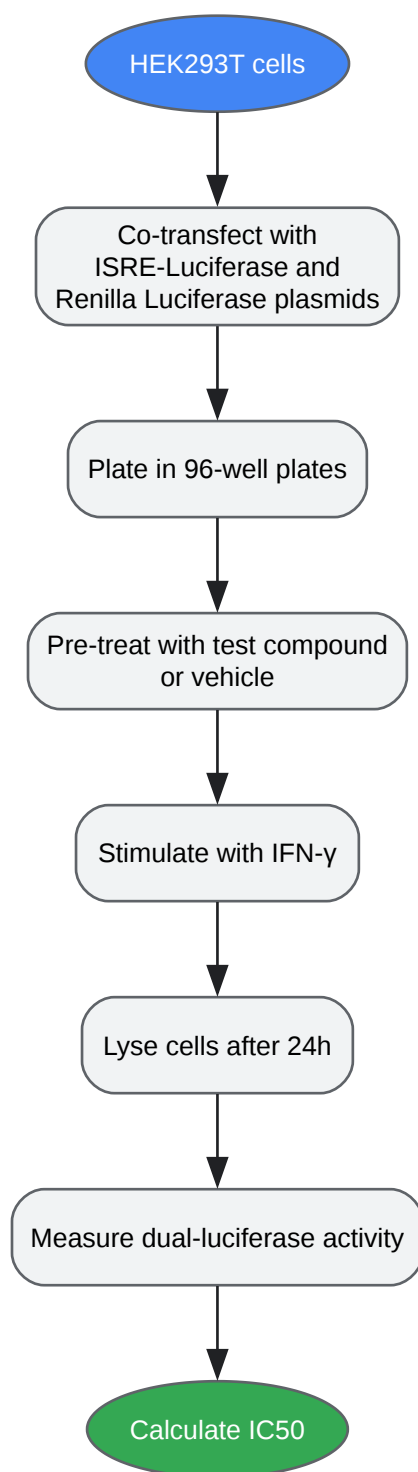 HEK293T cells
Co-transfect with
ISRE-Luciferase and
Renilla Luciferase plasmids
Plate in 96-well plates
Pre-treat with test compound
or vehicle
Stimulate with IFN-γ
Lyse cells after 24h
Measure dual-luciferase activity
Calculate IC50